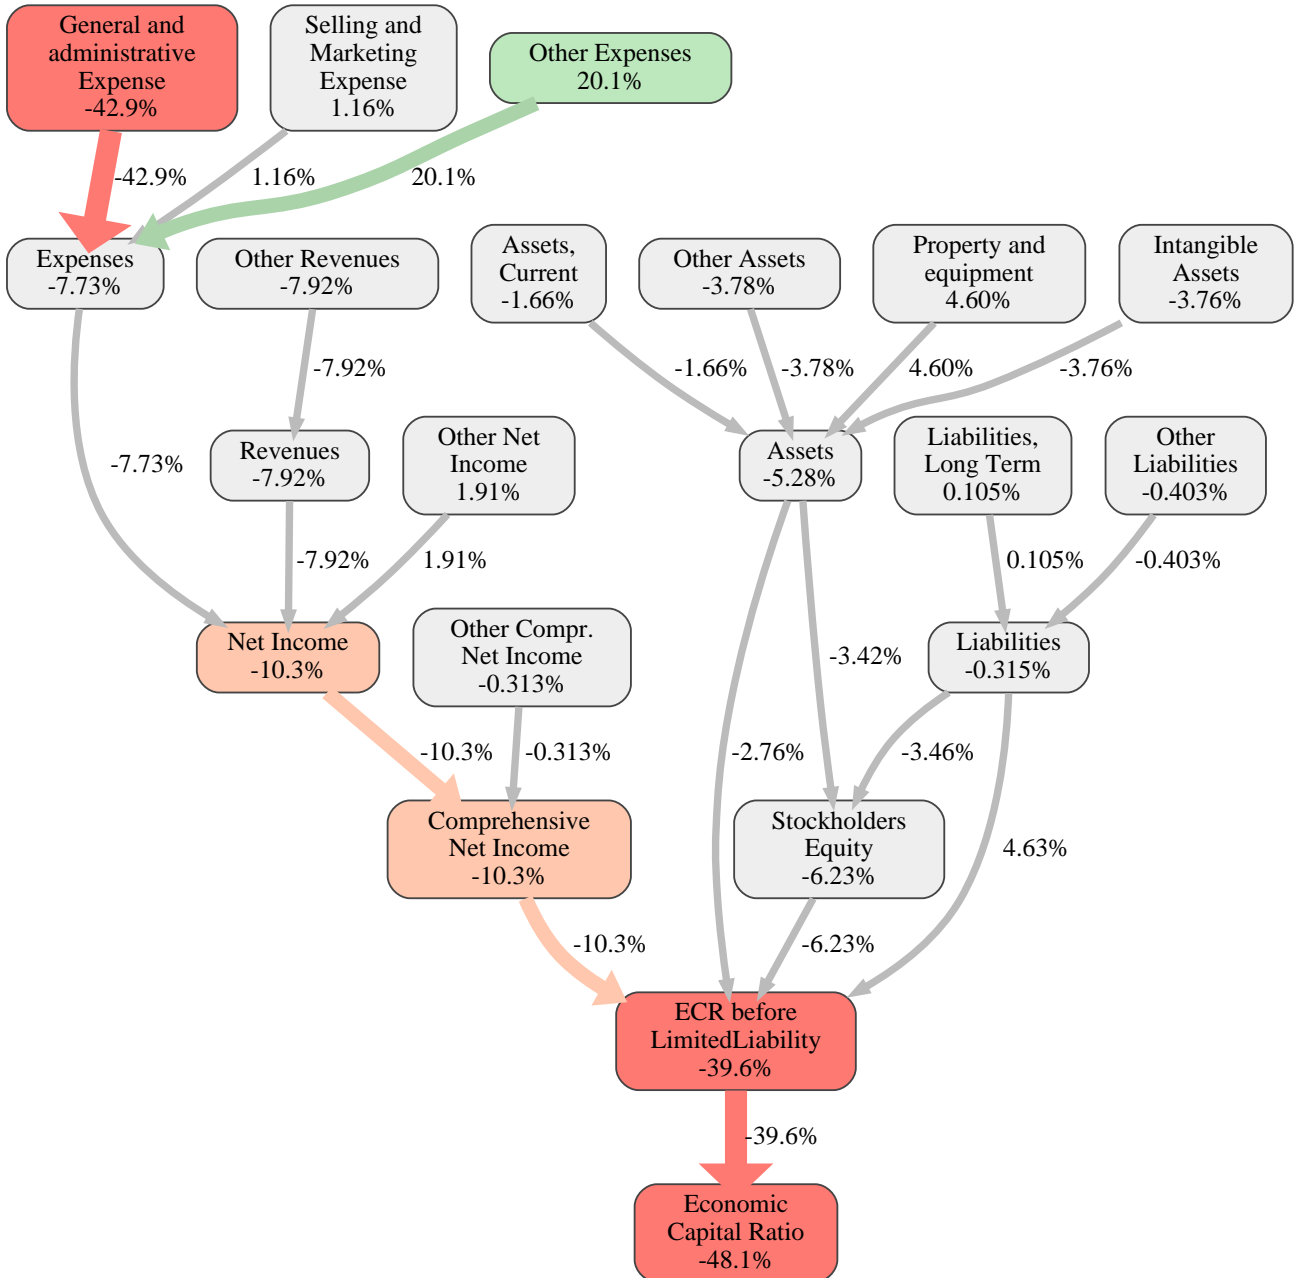 General and
administrative
Expense
-42.9%
Selling and
Marketing
Expense
1.16%
Other Expenses
20.1%
-42.9%
1.16%
20.1%
Expenses
-7.73%
Other Revenues
-7.92%
Assets,
Current
-1.66%
Other Assets
-3.78%
Property and
equipment
4.60%
Intangible
Assets
-3.76%
-7.92%
-1.66%
-3.78%
4.60%
-3.76%
-7.73%
Revenues
-7.92%
Other Net
Income
1.91%
Assets
-5.28%
Liabilities,
Long Term
0.105%
Other
Liabilities
-0.403%
-7.92%
1.91%
0.105%
-0.403%
Net Income
-10.3%
Other Compr.
Net Income
-0.313%
-3.42%
Liabilities
-0.315%
-10.3%
-0.313%
-2.76%
-3.46%
Comprehensive
Net Income
-10.3%
Stockholders
Equity
-6.23%
4.63%
-10.3%
-6.23%
ECR before
LimitedLiability
-39.6%
-39.6%
Economic
Capital Ratio
-48.1%